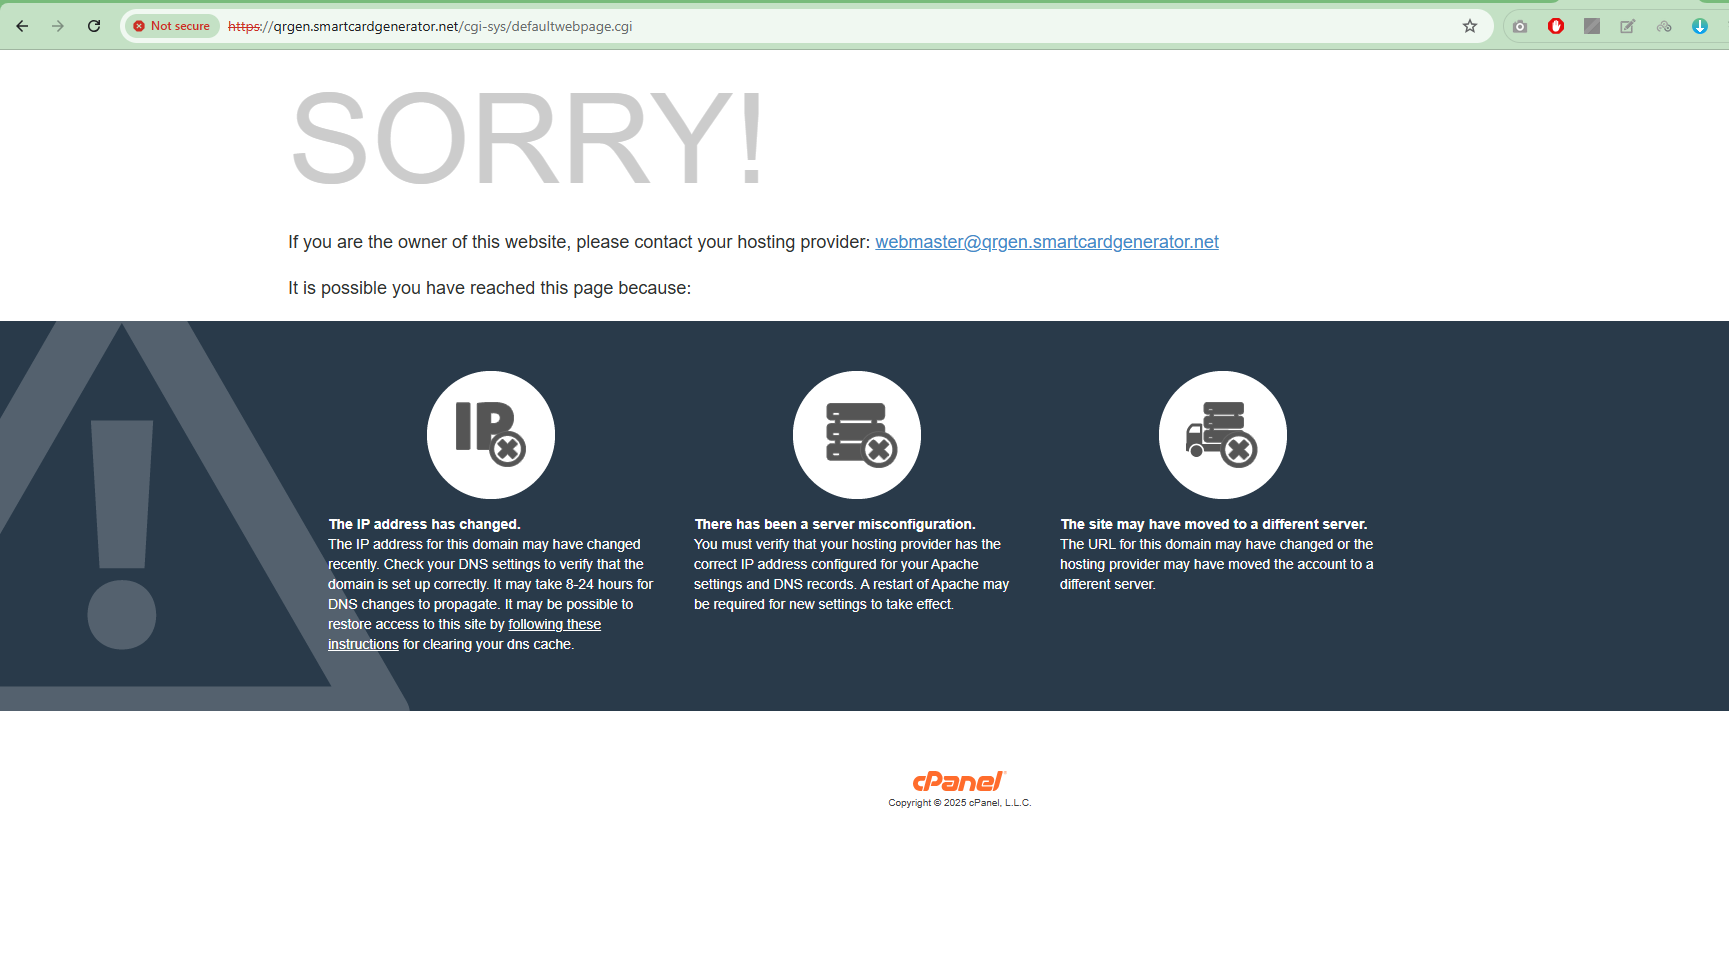 Not secure https://qrgen.smartcardgenerator.net/cgi-sys/defaultwebpage.cgi
SORRY!
If you are the owner of this website, please contact your hosting provider: webmaster@qrgen.smartcardgenerator.net
It is possible you have reached this page because:
IP
The IP address has changed.
The IP address for this domain may have changed
recently. Check your DNS settings to verify that the
domain is set up correctly. It may take 8-24 hours for
DNS changes to propagate. It may be possible to
restore access to this site by following these
instructions for clearing your dns cache.
There has been a server misconfiguration.
You must verify that your hosting provider has the
correct IP address configured for your Apache
settings and DNS records. A restart of Apache may
be required for new settings to take effect.
The site may have moved to a different server.
The URL for this domain may have changed or the
hosting provider may have moved the account to a
different server.
cPanel®
Copyright © 2025 cPanel, L.L.C.